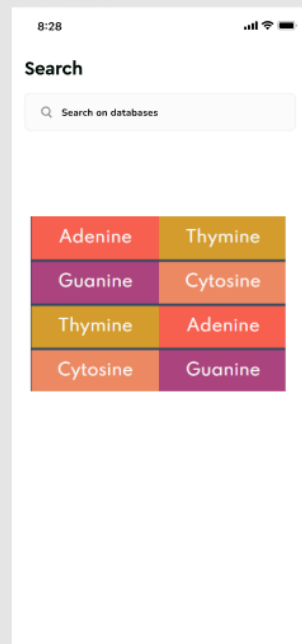 8:28
Search
Search on databases
Adenine Thymine
Guanine Cytosine
Thymine Adenine
Cytosine Guanine